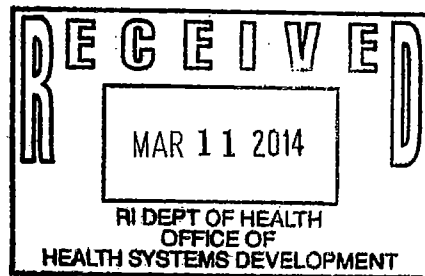 RECEIVED
MAR 11 2014
RI DEPT OF HEALTH
OFFICE OF
HEALTH SYSTEMS DEVELOPMENT